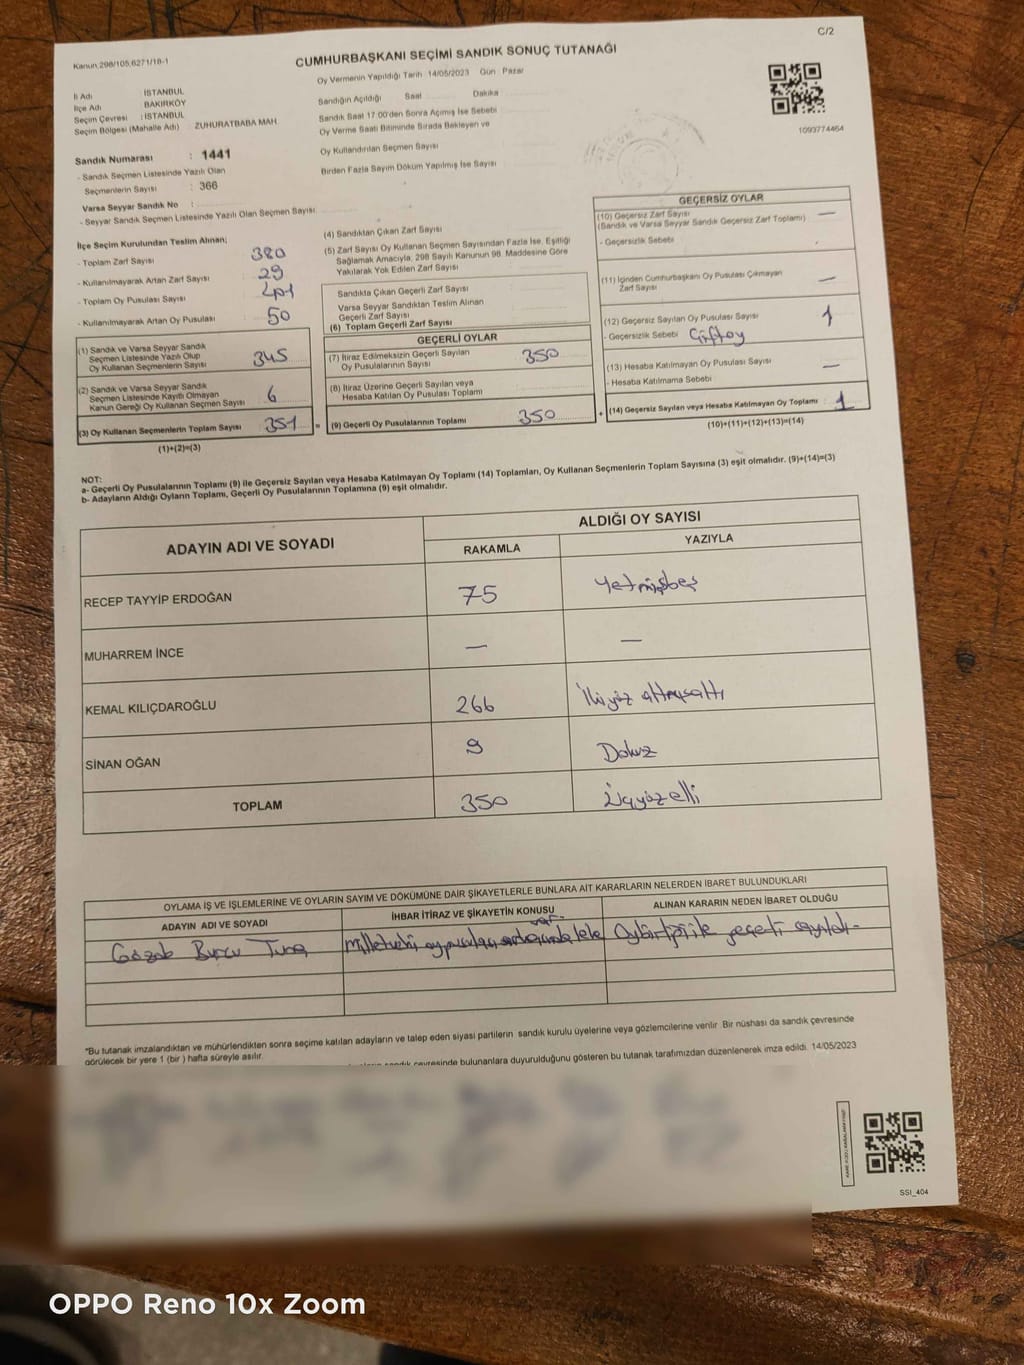 C/2
Kanun:298/105,6271/18-1
CUMHURBAŞKANI SEÇİMİ SANDIK SONUÇ TUTANAĞI
Oy Vermenin Yapıldığı Tarih 14/05/2023 Gün Pazar
İl Adı : İSTANBUL
İlçe Adı BAKIRKÖY
Seçim Çevresi : İSTANBUL
Seçim Bölgesi (Mahalle Adı) ZUHURATBABA MAH.
Sandığın Açıldığı Saat Dakika
Sandık Saat 17:00'den Sonra Açılmış İse Sebebi
Oy Verme Saati Bitiminde Sırada Bekleyen ve
Oy Kullandırılan Seçmen Sayısı
Birden Fazla Sayım Döküm Yapılmış İse Sayısı
1093774464
Sandık Numarası : 1441
- Sandık Seçmen Listesinde Yazılı Olan
Seçmenlerin Sayısı : 366
Varsa Seyyar Sandık No :
- Seyyar Sandık Seçmen Listesinde Yazılı Olan Seçmen Sayısı:
İlçe Seçim Kurulundan Teslim Alınan;
- Toplam Zarf Sayısı 380
- Kullanılmayarak Artan Zarf Sayısı : 29
- Toplam Oy Pusulası Sayısı 401
- Kullanılmayarak Artan Oy Pusulası : 50
(1) Sandık ve Varsa Seyyar Sandık
Seçmen Listesinde Yazılı Olup
Oy Kullanan Seçmenlerin Sayısı 345
(2) Sandık ve Varsa Seyyar Sandık
Seçmen Listesinde Kayıtlı Olmayan
Kanun Gereği Oy Kullanan Seçmen Sayısı 6
(3) Oy Kullanan Seçmenlerin Toplam Sayısı : 351 =
(1)+(2)=(3)
(4) Sandıktan Çıkan Zarf Sayısı
(5) Zarf Sayısı Oy Kullanan Seçmen Sayısından Fazla İse, Eşitliği
Sağlamak Amacıyla, 298 Sayılı Kanunun 98. Maddesine Göre
Yakılarak Yok Edilen Zarf Sayısı
Sandıkta Çıkan Geçerli Zarf Sayısı
Varsa Seyyar Sandıktan Teslim Alınan
Geçerli Zarf Sayısı
(6) Toplam Geçerli Zarf Sayısı
GEÇERLİ OYLAR
(7) İtiraz Edilmeksizin Geçerli Sayılan
Oy Pusulalarının Sayısı 350
(8) İtiraz Üzerine Geçerli Sayılan veya
Hesaba Katılan Oy Pusulası Toplamı
(9) Geçerli Oy Pusulalarının Toplamı 350 +
GEÇERSİZ OYLAR
(10) Geçersiz Zarf Sayısı —
(Sandık ve Varsa Seyyar Sandık Geçersiz Zarf Toplamı)
- Geçersizlik Sebebi
(11) İçinden Cumhurbaşkanı Oy Pusulası Çıkmayan
Zarf Sayısı —
(12) Geçersiz Sayılan Oy Pusulası Sayısı 1
- Geçersizlik Sebebi Çiftoy
(13) Hesaba Katılmayan Oy Pusulası Sayısı —
- Hesaba Katılmama Sebebi
(14) Geçersiz Sayılan veya Hesaba Katılmayan Oy Toplamı : 1
(10)+(11)+(12)+(13)=(14)
NOT:
a- Geçerli Oy Pusulalarının Toplamı (9) ile Geçersiz Sayılan veya Hesaba Katılmayan Oy Toplamı (14) Toplamları, Oy Kullanan Seçmenlerin Toplam Sayısına (3) eşit olmalıdır. (9)+(14)=(3)
b- Adayların Aldığı Oyların Toplamı, Geçerli Oy Pusulalarının Toplamına (9) eşit olmalıdır.
ADAYIN ADI VE SOYADI ALDIĞI OY SAYISI
RAKAMLA YAZIYLA
RECEP TAYYİP ERDOĞAN 75 Yetmişbeş
MUHARREM İNCE — —
KEMAL KILIÇDAROĞLU 266 İkiyüz altmışaltı
SİNAN OĞAN 9 Dokuz
TOPLAM 350 Üçyüzelli
OYLAMA İŞ VE İŞLEMLERİNE VE OYLARIN SAYIM VE DÖKÜMÜNE DAİR ŞİKAYETLERLE BUNLARA AİT KARARLARIN NELERDEN İBARET BULUNDUKLARI
ADAYIN ADI VE SOYADI İHBAR İTİRAZ VE ŞİKAYETİN KONUSU ALINAN KARARIN NEDEN İBARET OLDUĞU
Burcu Tuna Milletvekili oy pusulası leke var. Oybirliği ile geçerli sayıldı.
*Bu tutanak imzalandıktan ve mühürlendikten sonra seçime katılan adayların ve talep eden siyasi partilerin sandık kurulu üyelerine veya gözlemcilerine verilir. Bir nüshası da sandık çevresinde
görülecek bir yere 1 (bir) hafta süreyle asılır.
sandık çevresinde bulunanlara duyurulduğunu gösteren bu tutanak tarafımızdan düzenlenerek imza edildi. 14/05/2023
SSI_404
OPPO Reno 10x Zoom